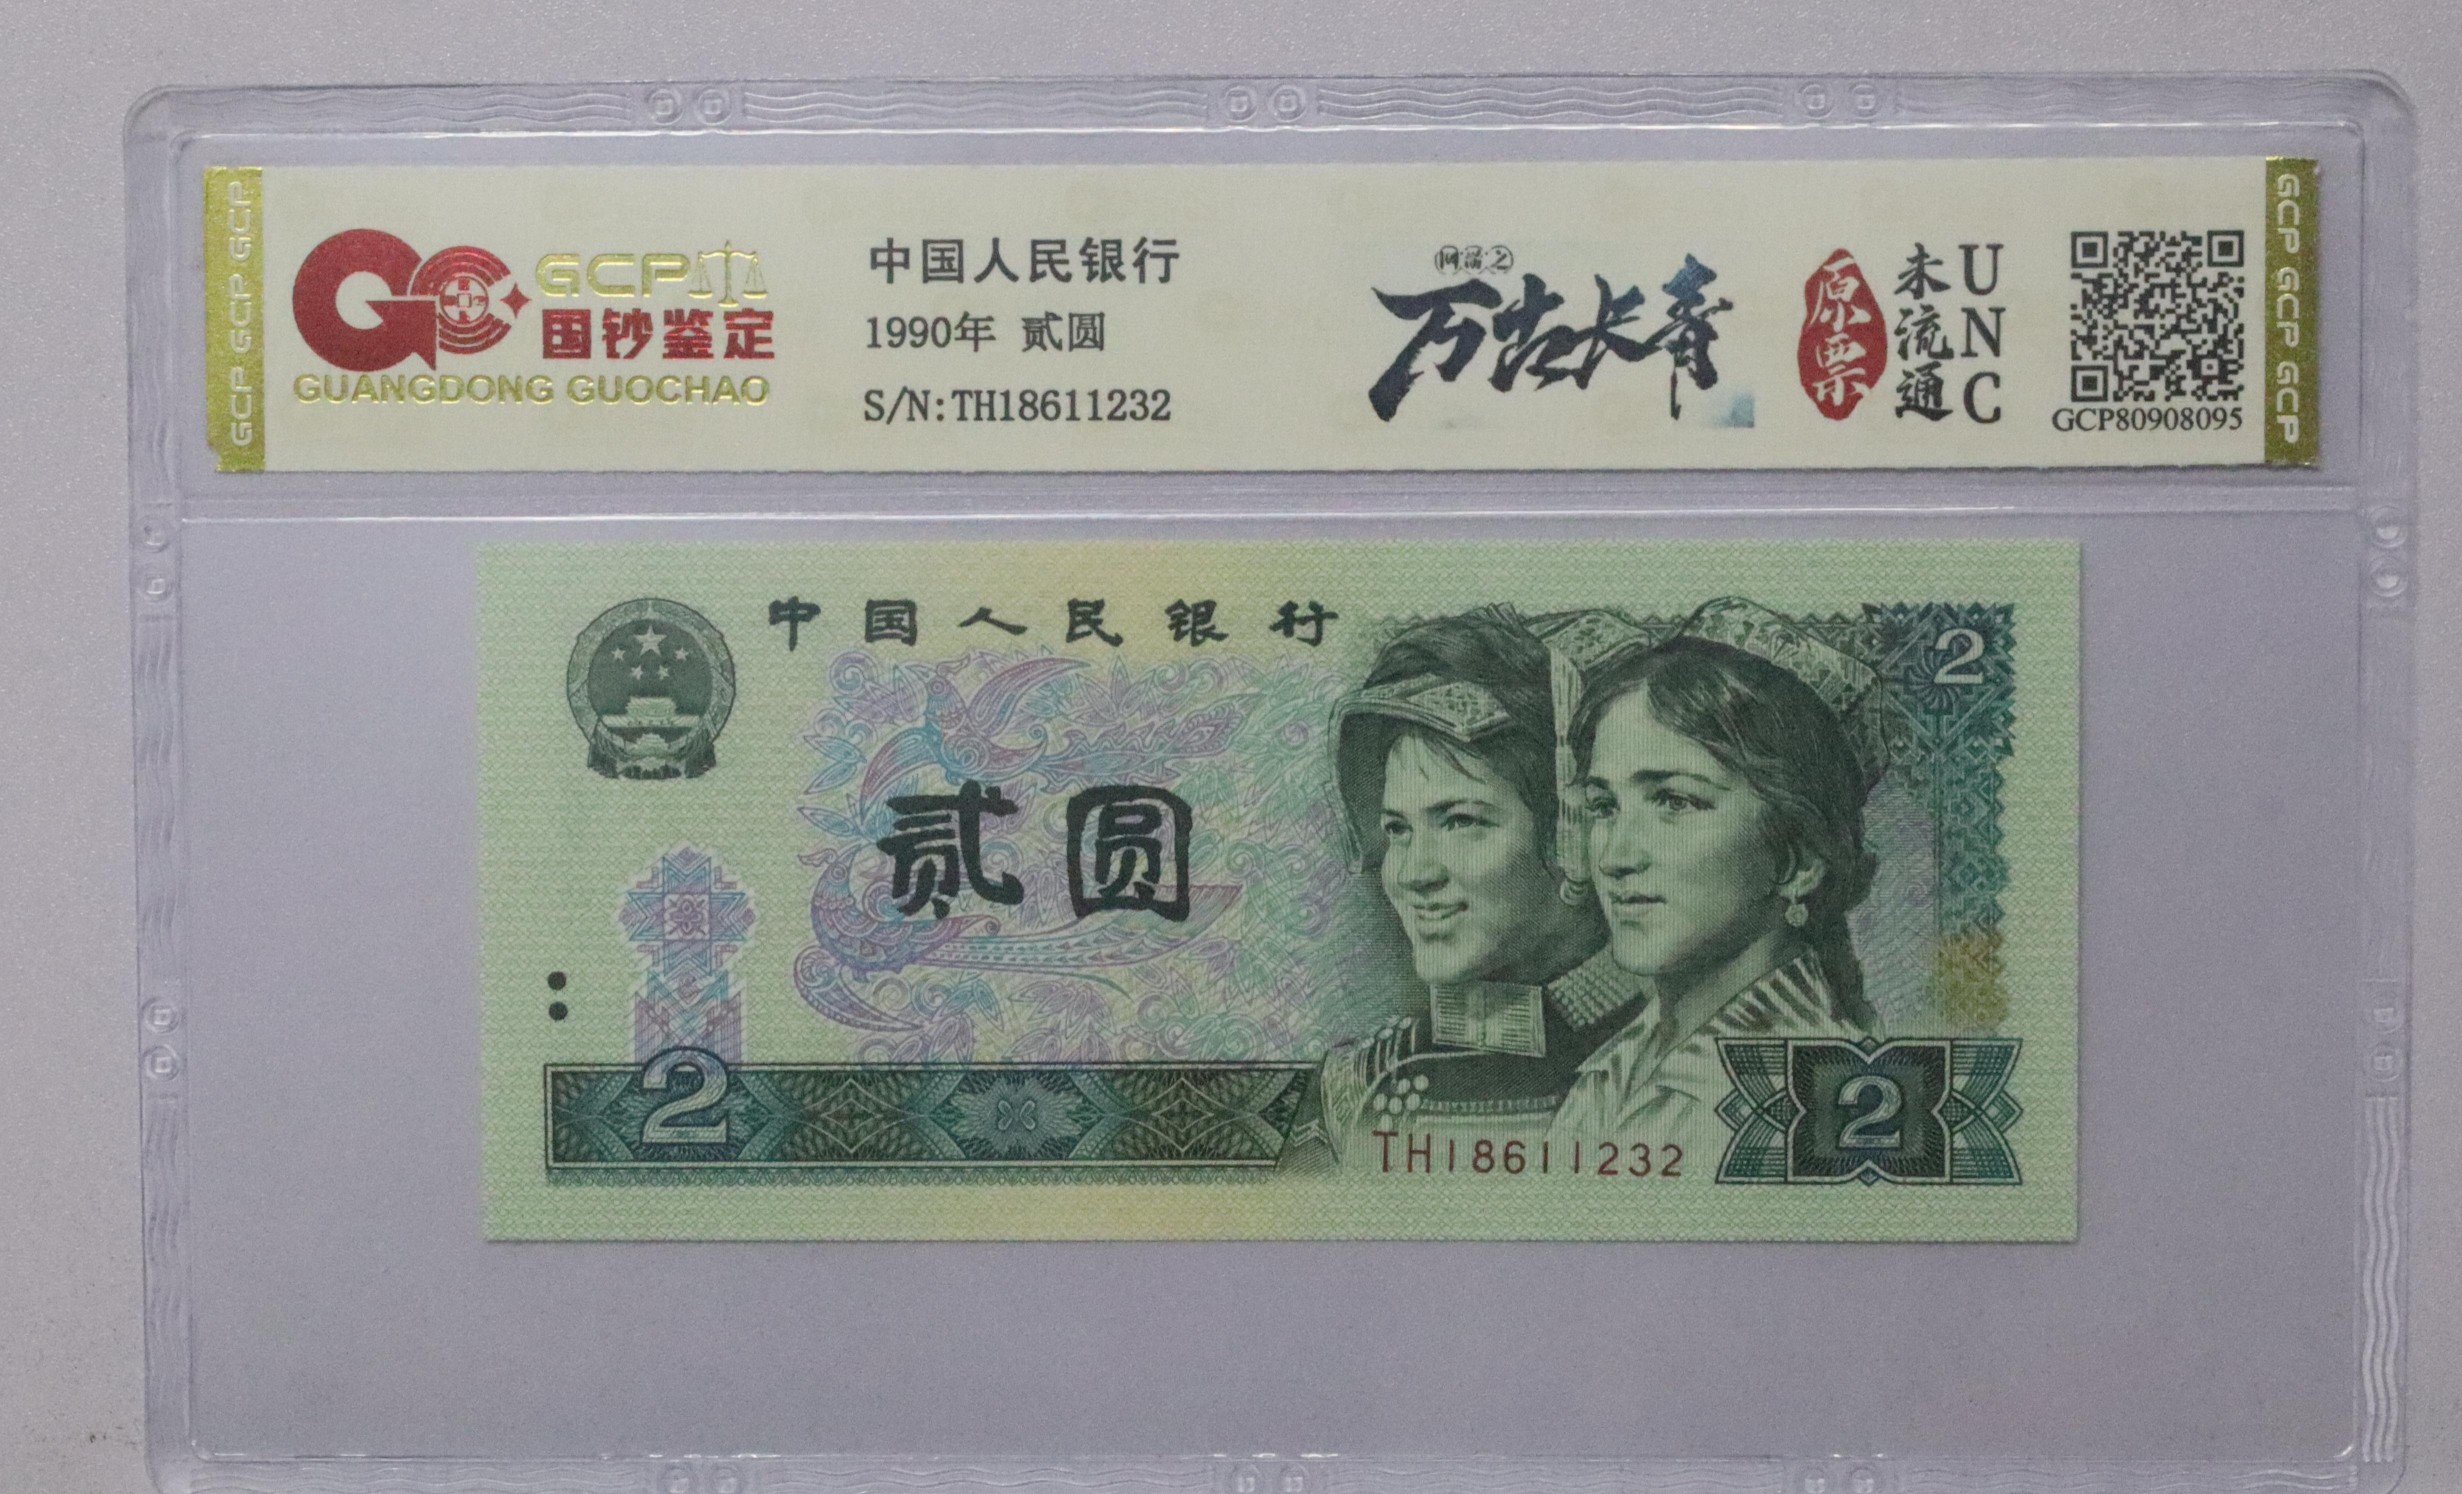 GCP GCP GCP
GCP
国钞鉴定
GUANGDONG GUOCHAO
中国人民银行
1990年 贰圆
S/N:TH18611232
万古长青
原票
未流通
UNC
GCP80908095
GCP GCP GCP
中国人民银行
2
贰圆
2
TH18611232
2